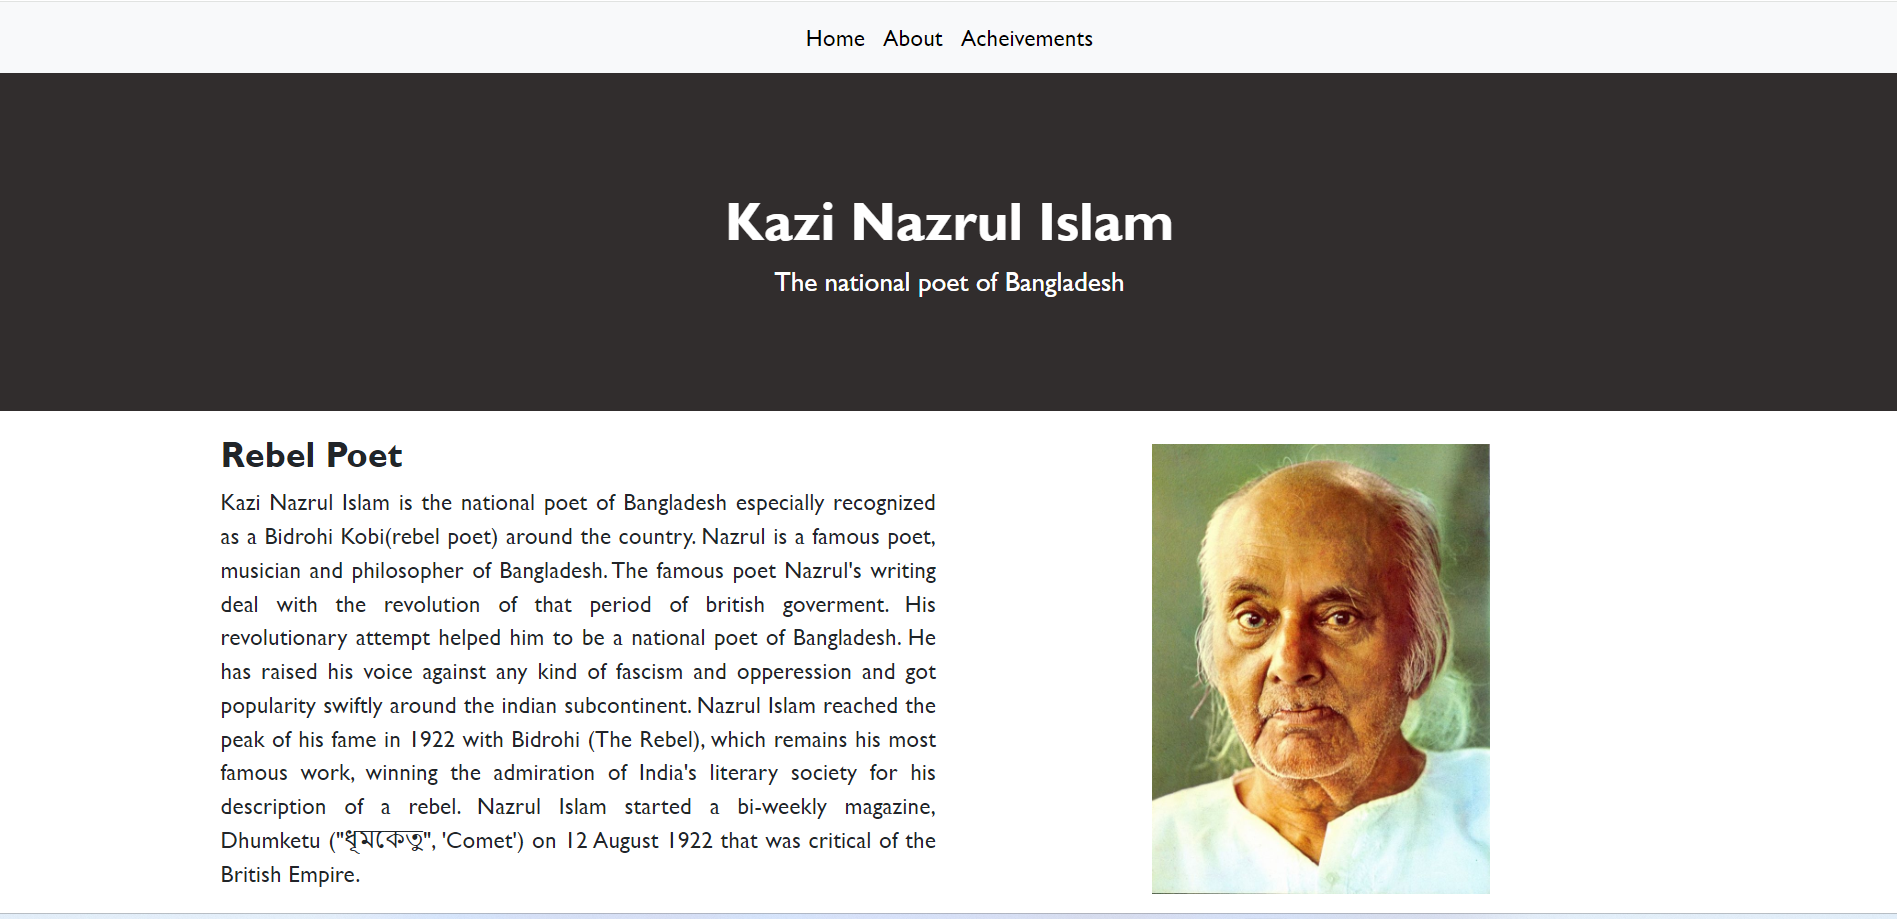 Home About Acheivements
Kazi Nazrul Islam
The national poet of Bangladesh
Rebel Poet
Kazi Nazrul Islam is the national poet of Bangladesh especially recognized
as a Bidrohi Kobi(rebel poet) around the country. Nazrul is a famous poet,
musician and philosopher of Bangladesh. The famous poet Nazrul's writing
deal with the revolution of that period of british goverment. His
revolutionary attempt helped him to be a national poet of Bangladesh. He
has raised his voice against any kind of fascism and opperession and got
popularity swiftly around the indian subcontinent. Nazrul Islam reached the
peak of his fame in 1922 with Bidrohi (The Rebel), which remains his most
famous work, winning the admiration of India's literary society for his
description of a rebel. Nazrul Islam started a bi-weekly magazine,
Dhumketu ("ধূমকেতু", 'Comet') on 12 August 1922 that was critical of the
British Empire.